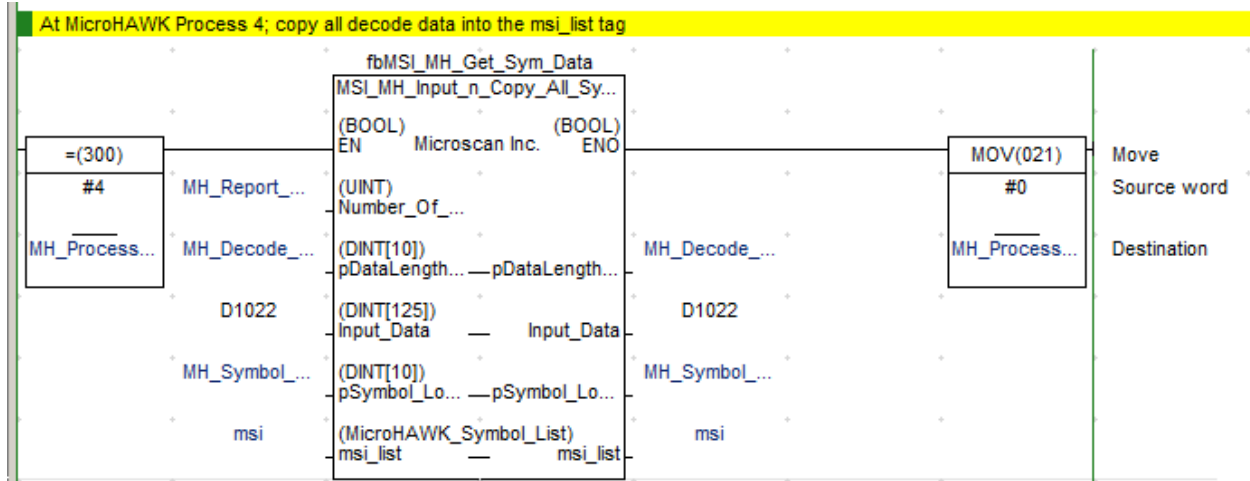 At MicroHAWK Process 4; copy all decode data into the msi_list tag
fbMSI_MH_Get_Sym_Data
MSI_MH_Input_n_Copy_All_Sy...
(BOOL) (BOOL)
EN Microscan Inc. ENO
=(300) MOV(021) Move
#4 MH_Report_... (UINT) #0 Source word
Number_Of_...
MH_Process... MH_Decode_... (DINT[10]) MH_Decode_... MH_Process... Destination
pDataLength... pDataLength...
D1022 (DINT[125]) D1022
Input_Data Input_Data
MH_Symbol_... (DINT[10]) MH_Symbol_...
pSymbol_Lo... pSymbol_Lo...
msi (MicroHAWK_Symbol_List) msi
msi_list msi_list